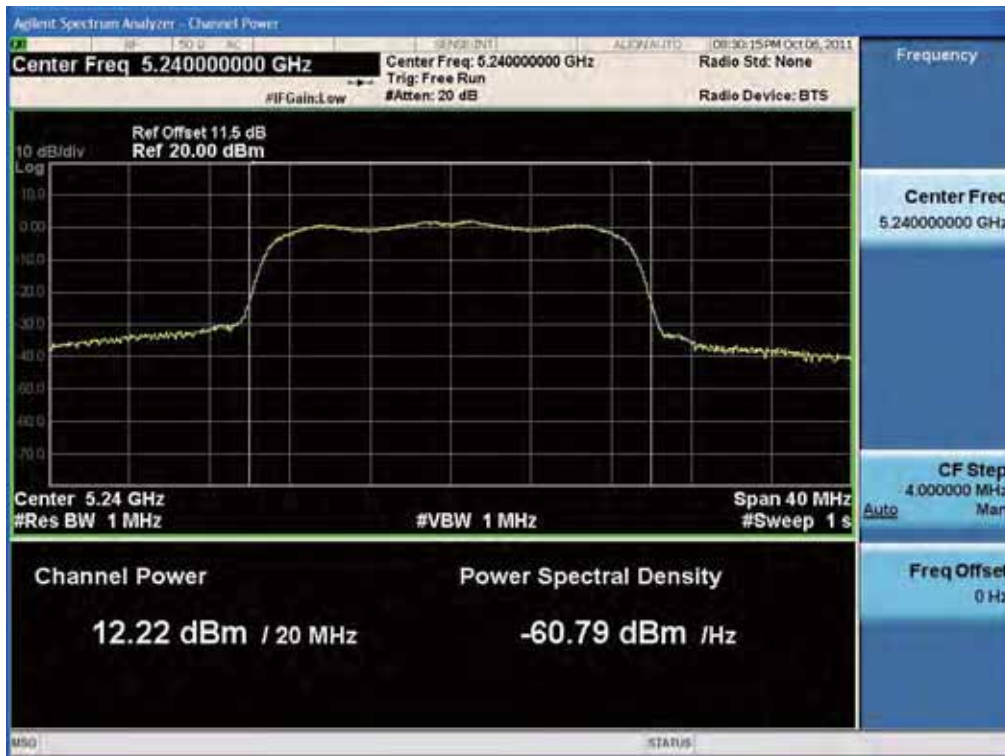 Agilent Spectrum Analyzer - Channel Power
RF 50 Ω AC SENSE:INT ALIGN AUTO 08:30:15 PM Oct 06, 2011
Center Freq 5.240000000 GHz
Center Freq: 5.240000000 GHz
Radio Std: None
Trig: Free Run
#IFGain:Low
#Atten: 20 dB
Radio Device: BTS
Ref Offset 11.5 dB
10 dB/div Ref 20.00 dBm
Log
10.0
0.00
-10.0
-20.0
-30.0
-40.0
-50.0
-60.0
-70.0
Center 5.24 GHz
Span 40 MHz
#Res BW 1 MHz
#VBW 1 MHz
#Sweep 1 s
Channel Power
Power Spectral Density
12.22 dBm / 20 MHz
-60.79 dBm /Hz
MSG
STATUS
Frequency
Center Freq
5.240000000 GHz
CF Step
4.000000 MHz
Auto Man
Freq Offset
0 Hz